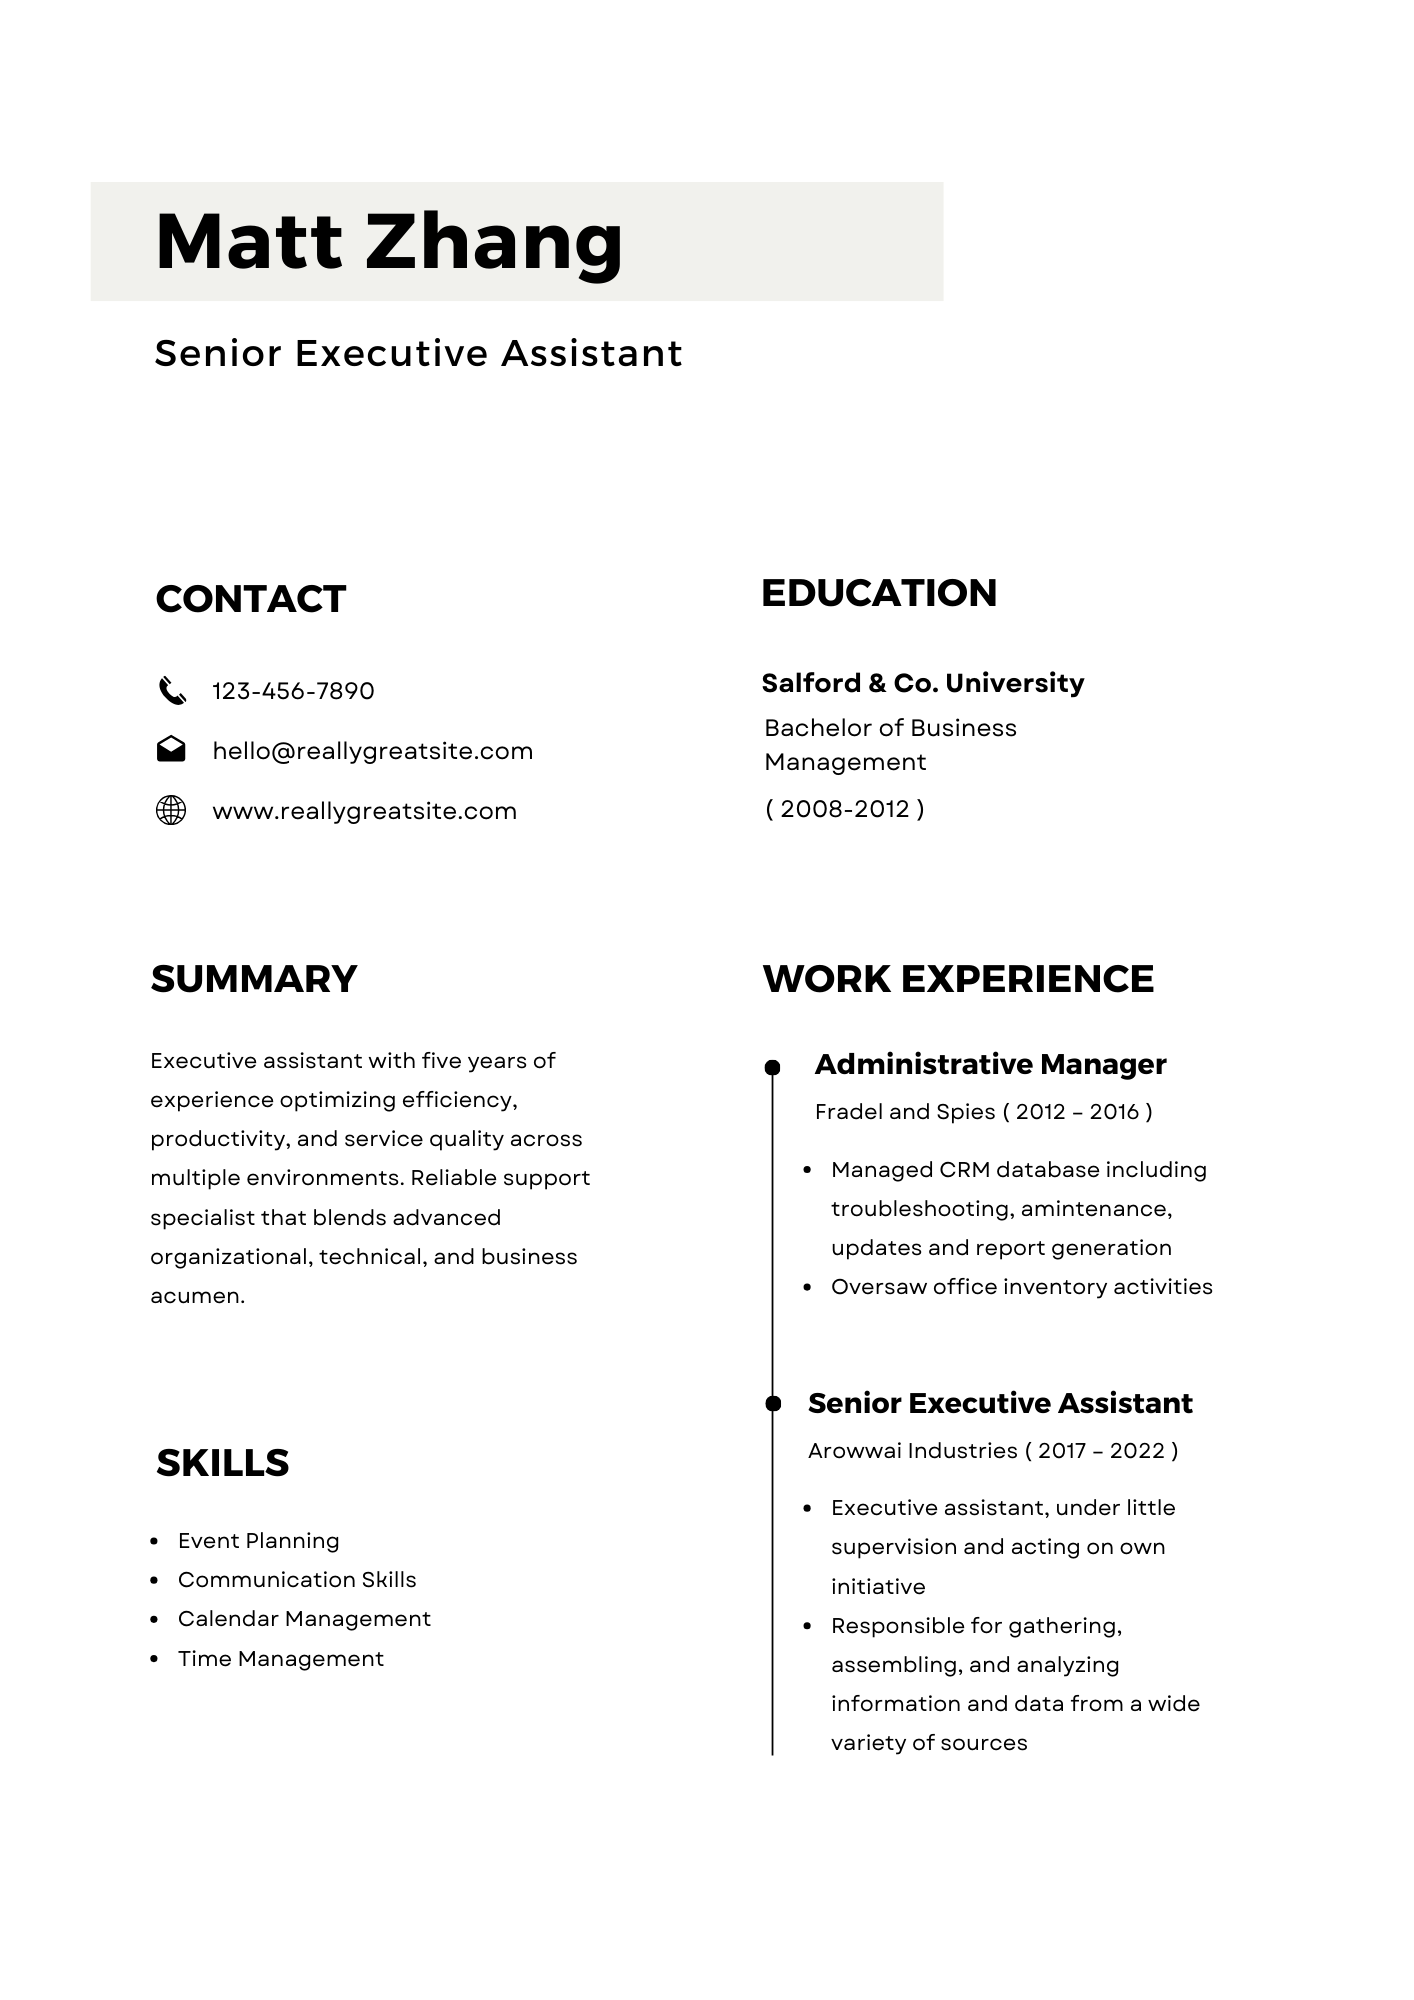 Matt Zhang
Senior Executive Assistant
CONTACT
123-456-7890
hello@reallygreatsite.com
www.reallygreatsite.com
EDUCATION
Salford & Co. University
Bachelor of Business
Management
( 2008-2012 )
SUMMARY
Executive assistant with five years of
experience optimizing efficiency,
productivity, and service quality across
multiple environments. Reliable support
specialist that blends advanced
organizational, technical, and business
acumen.
SKILLS
• Event Planning
• Communication Skills
• Calendar Management
• Time Management
WORK EXPERIENCE
Administrative Manager
Fradel and Spies ( 2012 – 2016 )
• Managed CRM database including
troubleshooting, amintenance,
updates and report generation
• Oversaw office inventory activities
Senior Executive Assistant
Arowwai Industries ( 2017 – 2022 )
• Executive assistant, under little
supervision and acting on own
initiative
• Responsible for gathering,
assembling, and analyzing
information and data from a wide
variety of sources